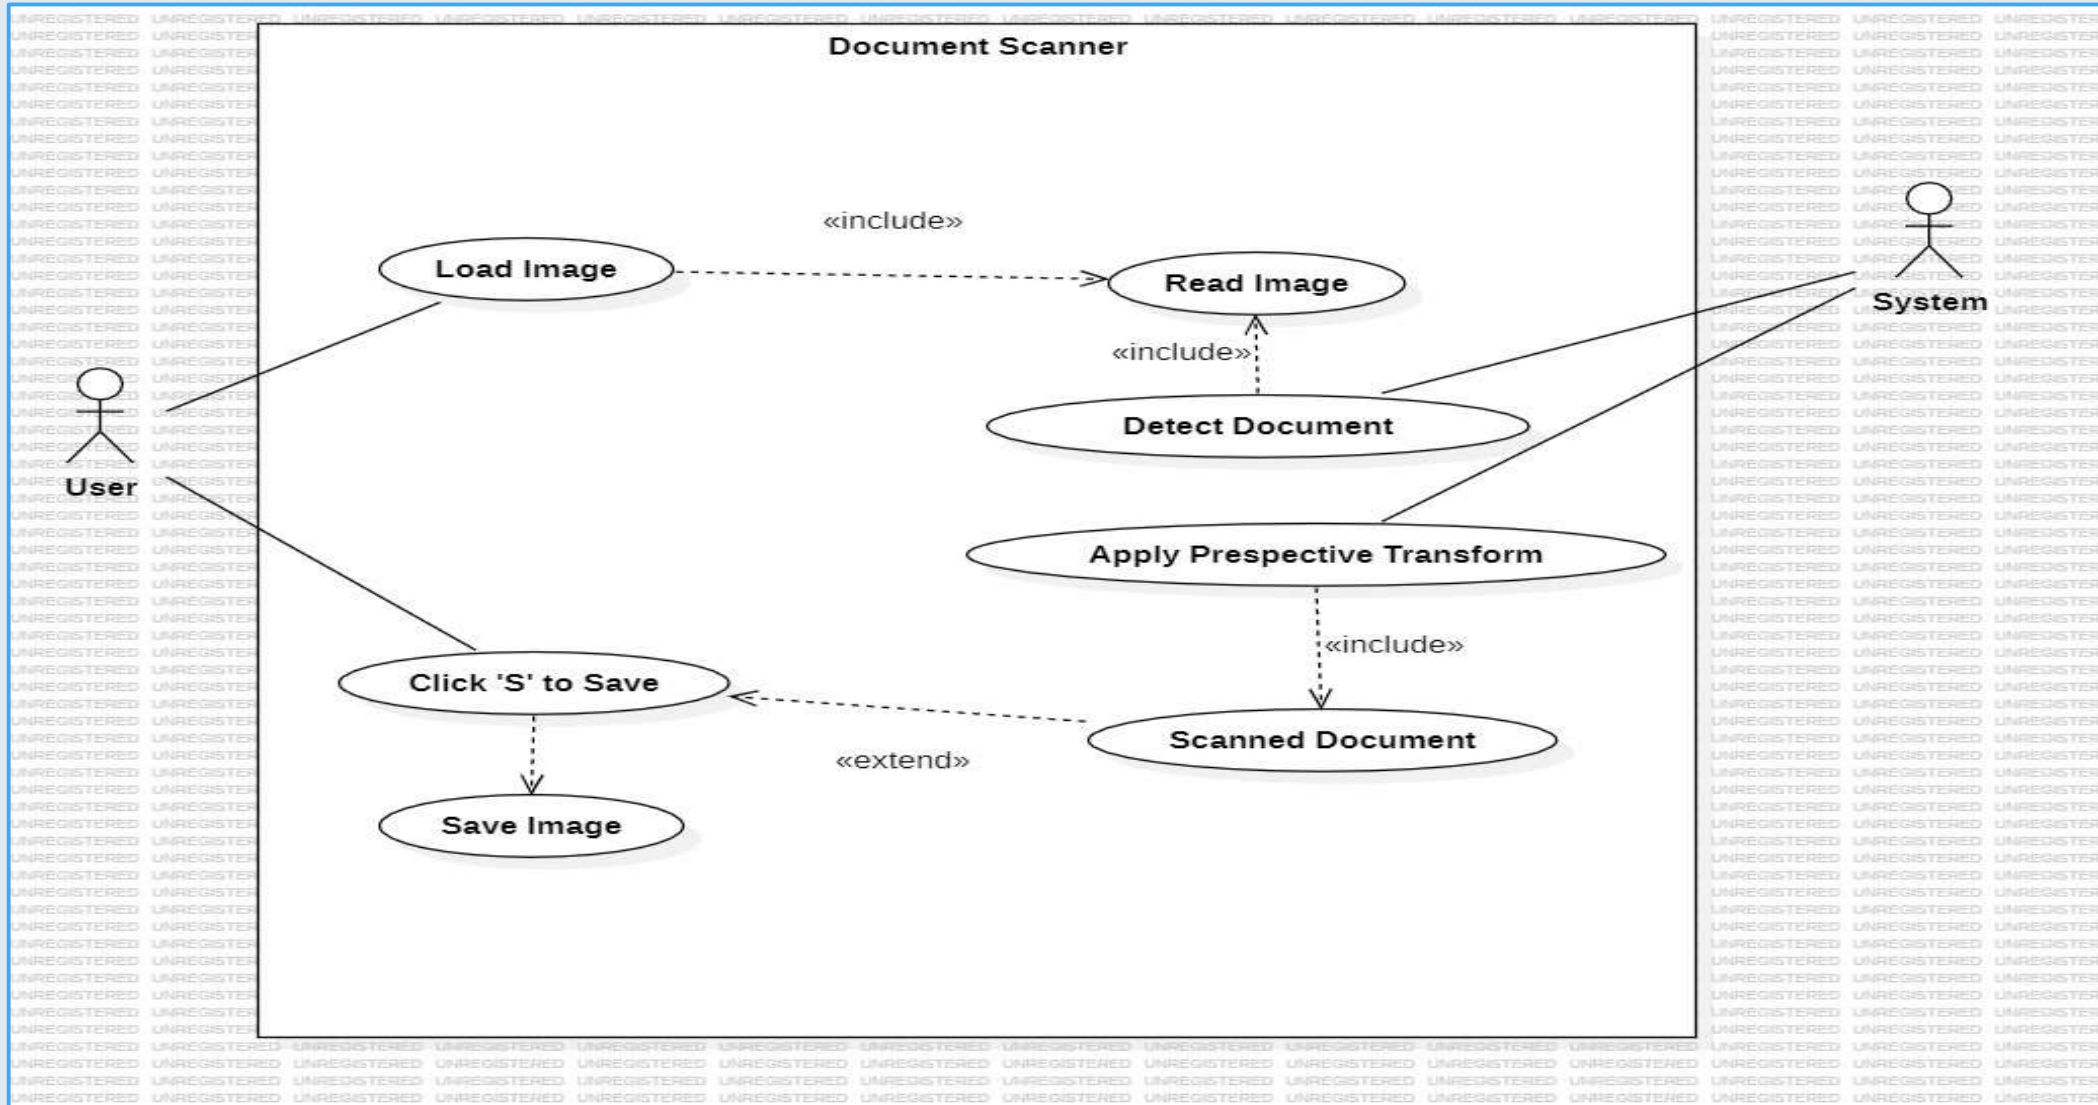 Document Scanner
«include»
Load Image
Read Image
System
«include»
Detect Document
User
Apply Prespective Transform
«include»
Click 'S' to Save
Scanned Document
«extend»
Save Image
UNREGISTERED